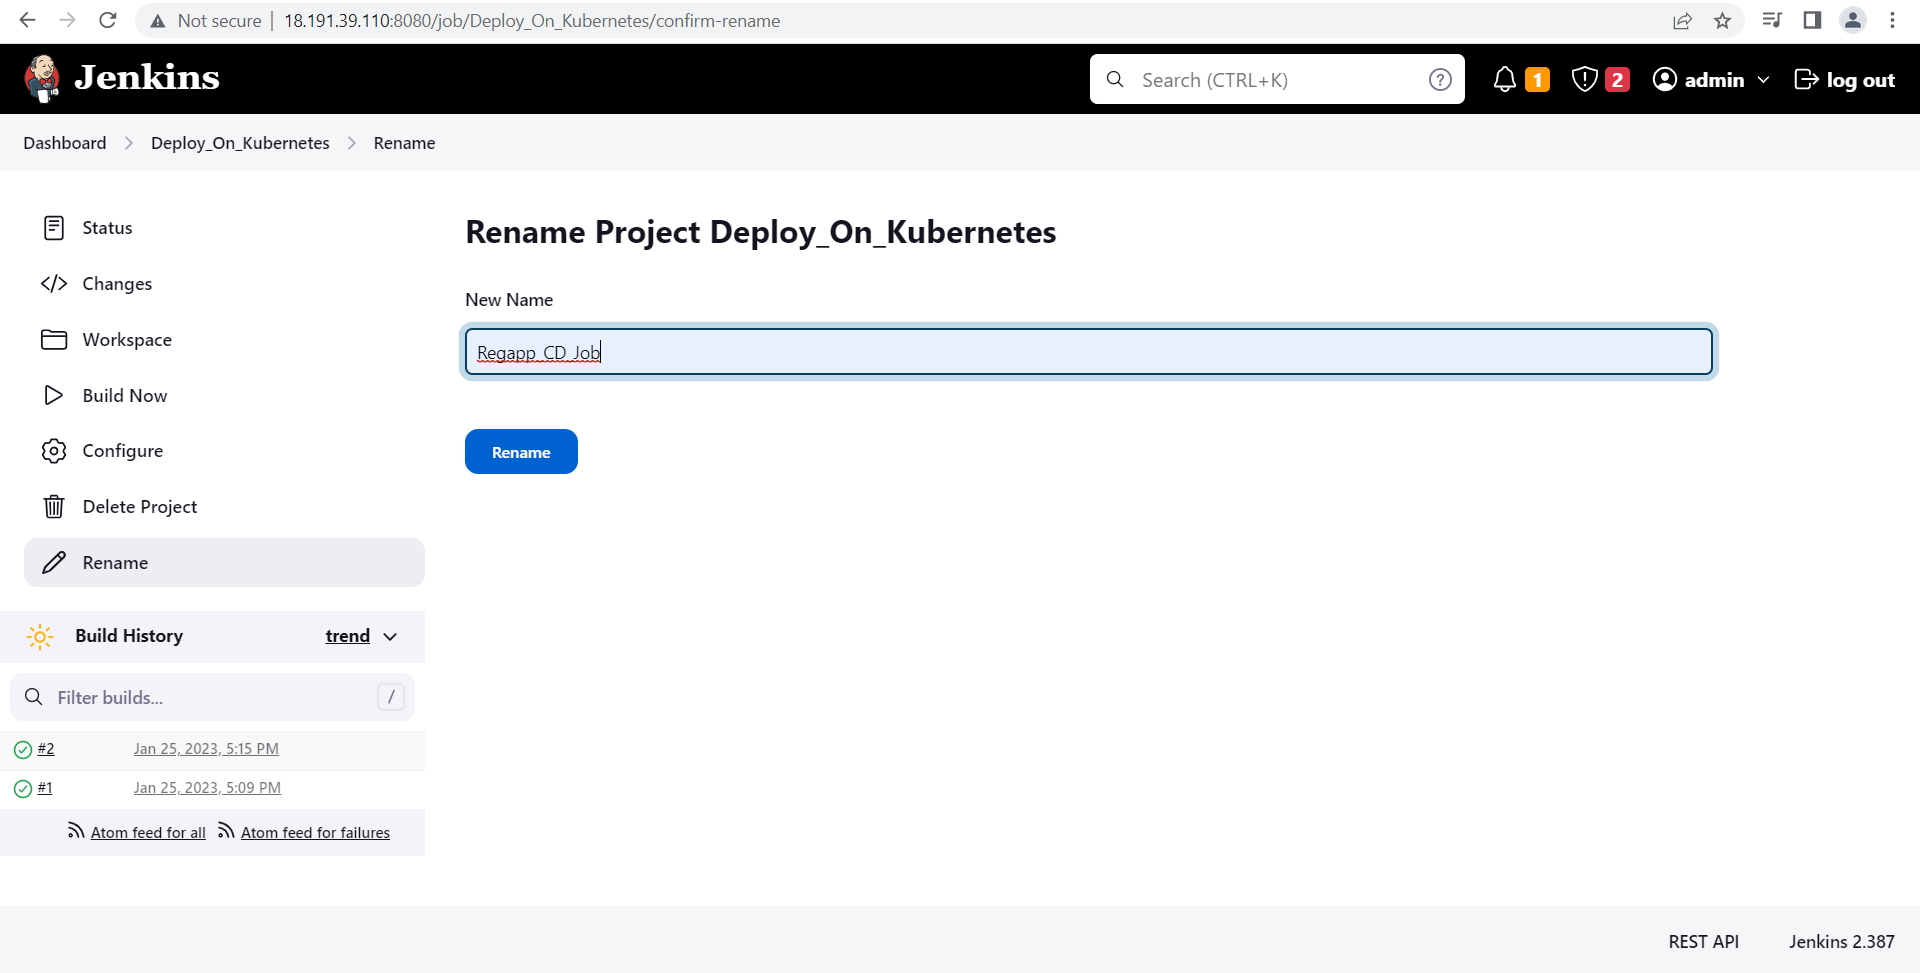 Not secure 18.191.39.110:8080/job/Deploy_On_Kubernetes/confirm-rename
Jenkins
Search (CTRL+K) ?
1
2
admin
log out
Dashboard Deploy_On_Kubernetes Rename
Status
Changes
Workspace
Build Now
Configure
Delete Project
Rename
Build History trend
Filter builds... /
#2 Jan 25, 2023, 5:15 PM
#1 Jan 25, 2023, 5:09 PM
Atom feed for all Atom feed for failures
Rename Project Deploy_On_Kubernetes
New Name
Regapp_CD_Job
Rename
REST API Jenkins 2.387